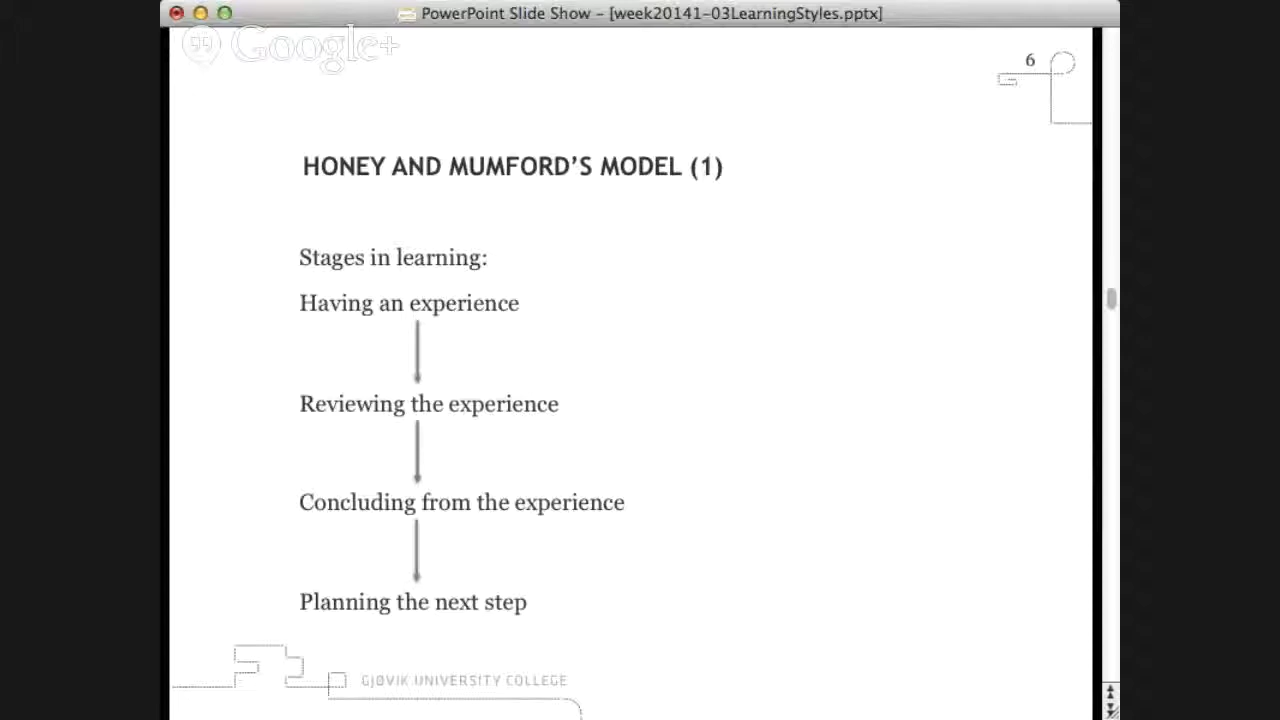 PowerPoint Slide Show - [week20141-03LearningStyles.pptx]
Google+
6
HONEY AND MUMFORD’S MODEL (1)
Stages in learning:
Having an experience
Reviewing the experience
Concluding from the experience
Planning the next step
GJØVIK UNIVERSITY COLLEGE